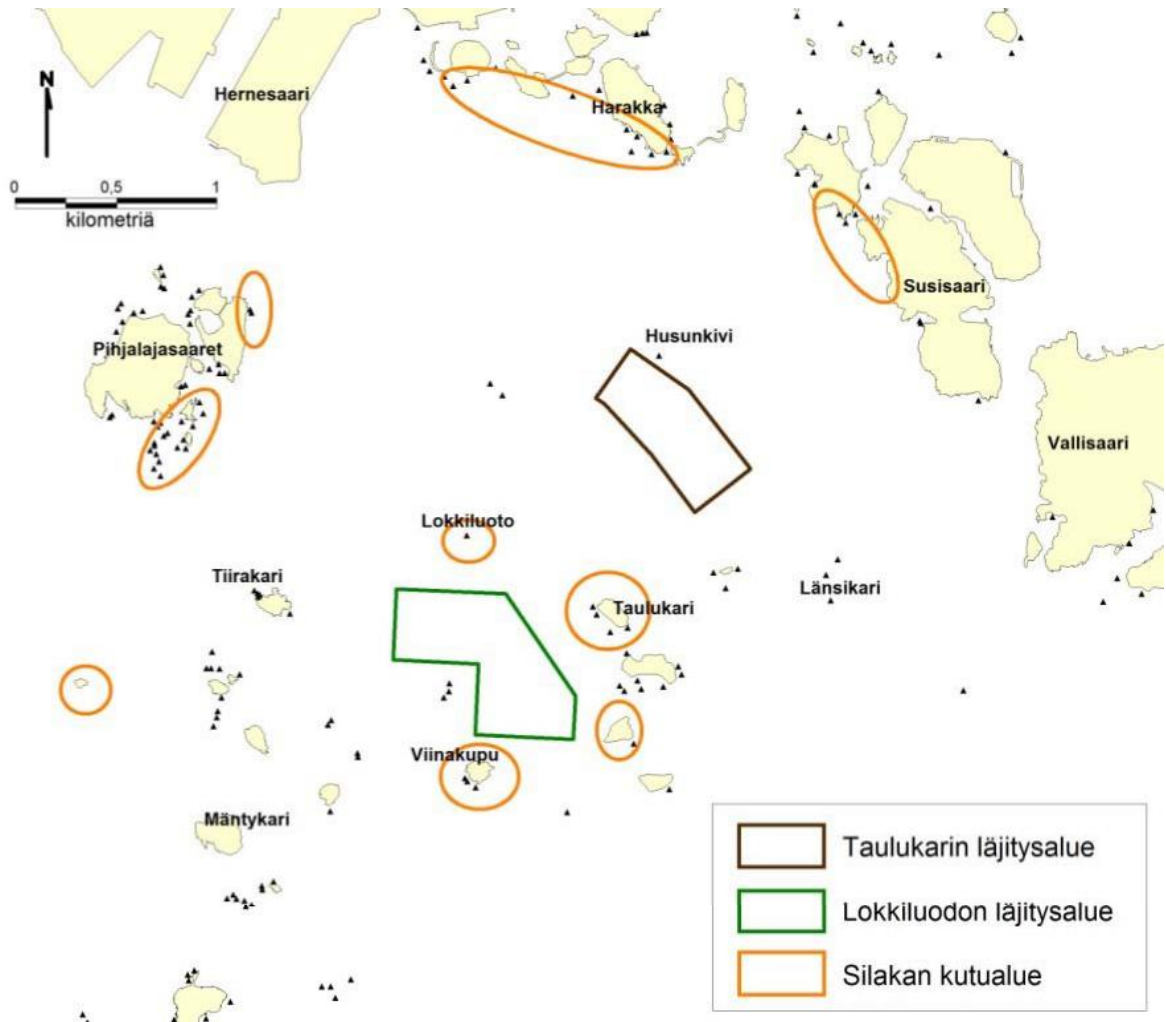 Hernesaari
Harakka
N
0 0,5 1
kilometriä
Susisaari
Husunkivi
Pihjalajasaaret
Vallisaari
Lokkiluoto
Tiirakari
Länsikari
Taulukari
Viinakupu
Mäntykari
Taulukarin läjitysalue
Lokkiluodon läjitysalue
Silakan kutualue